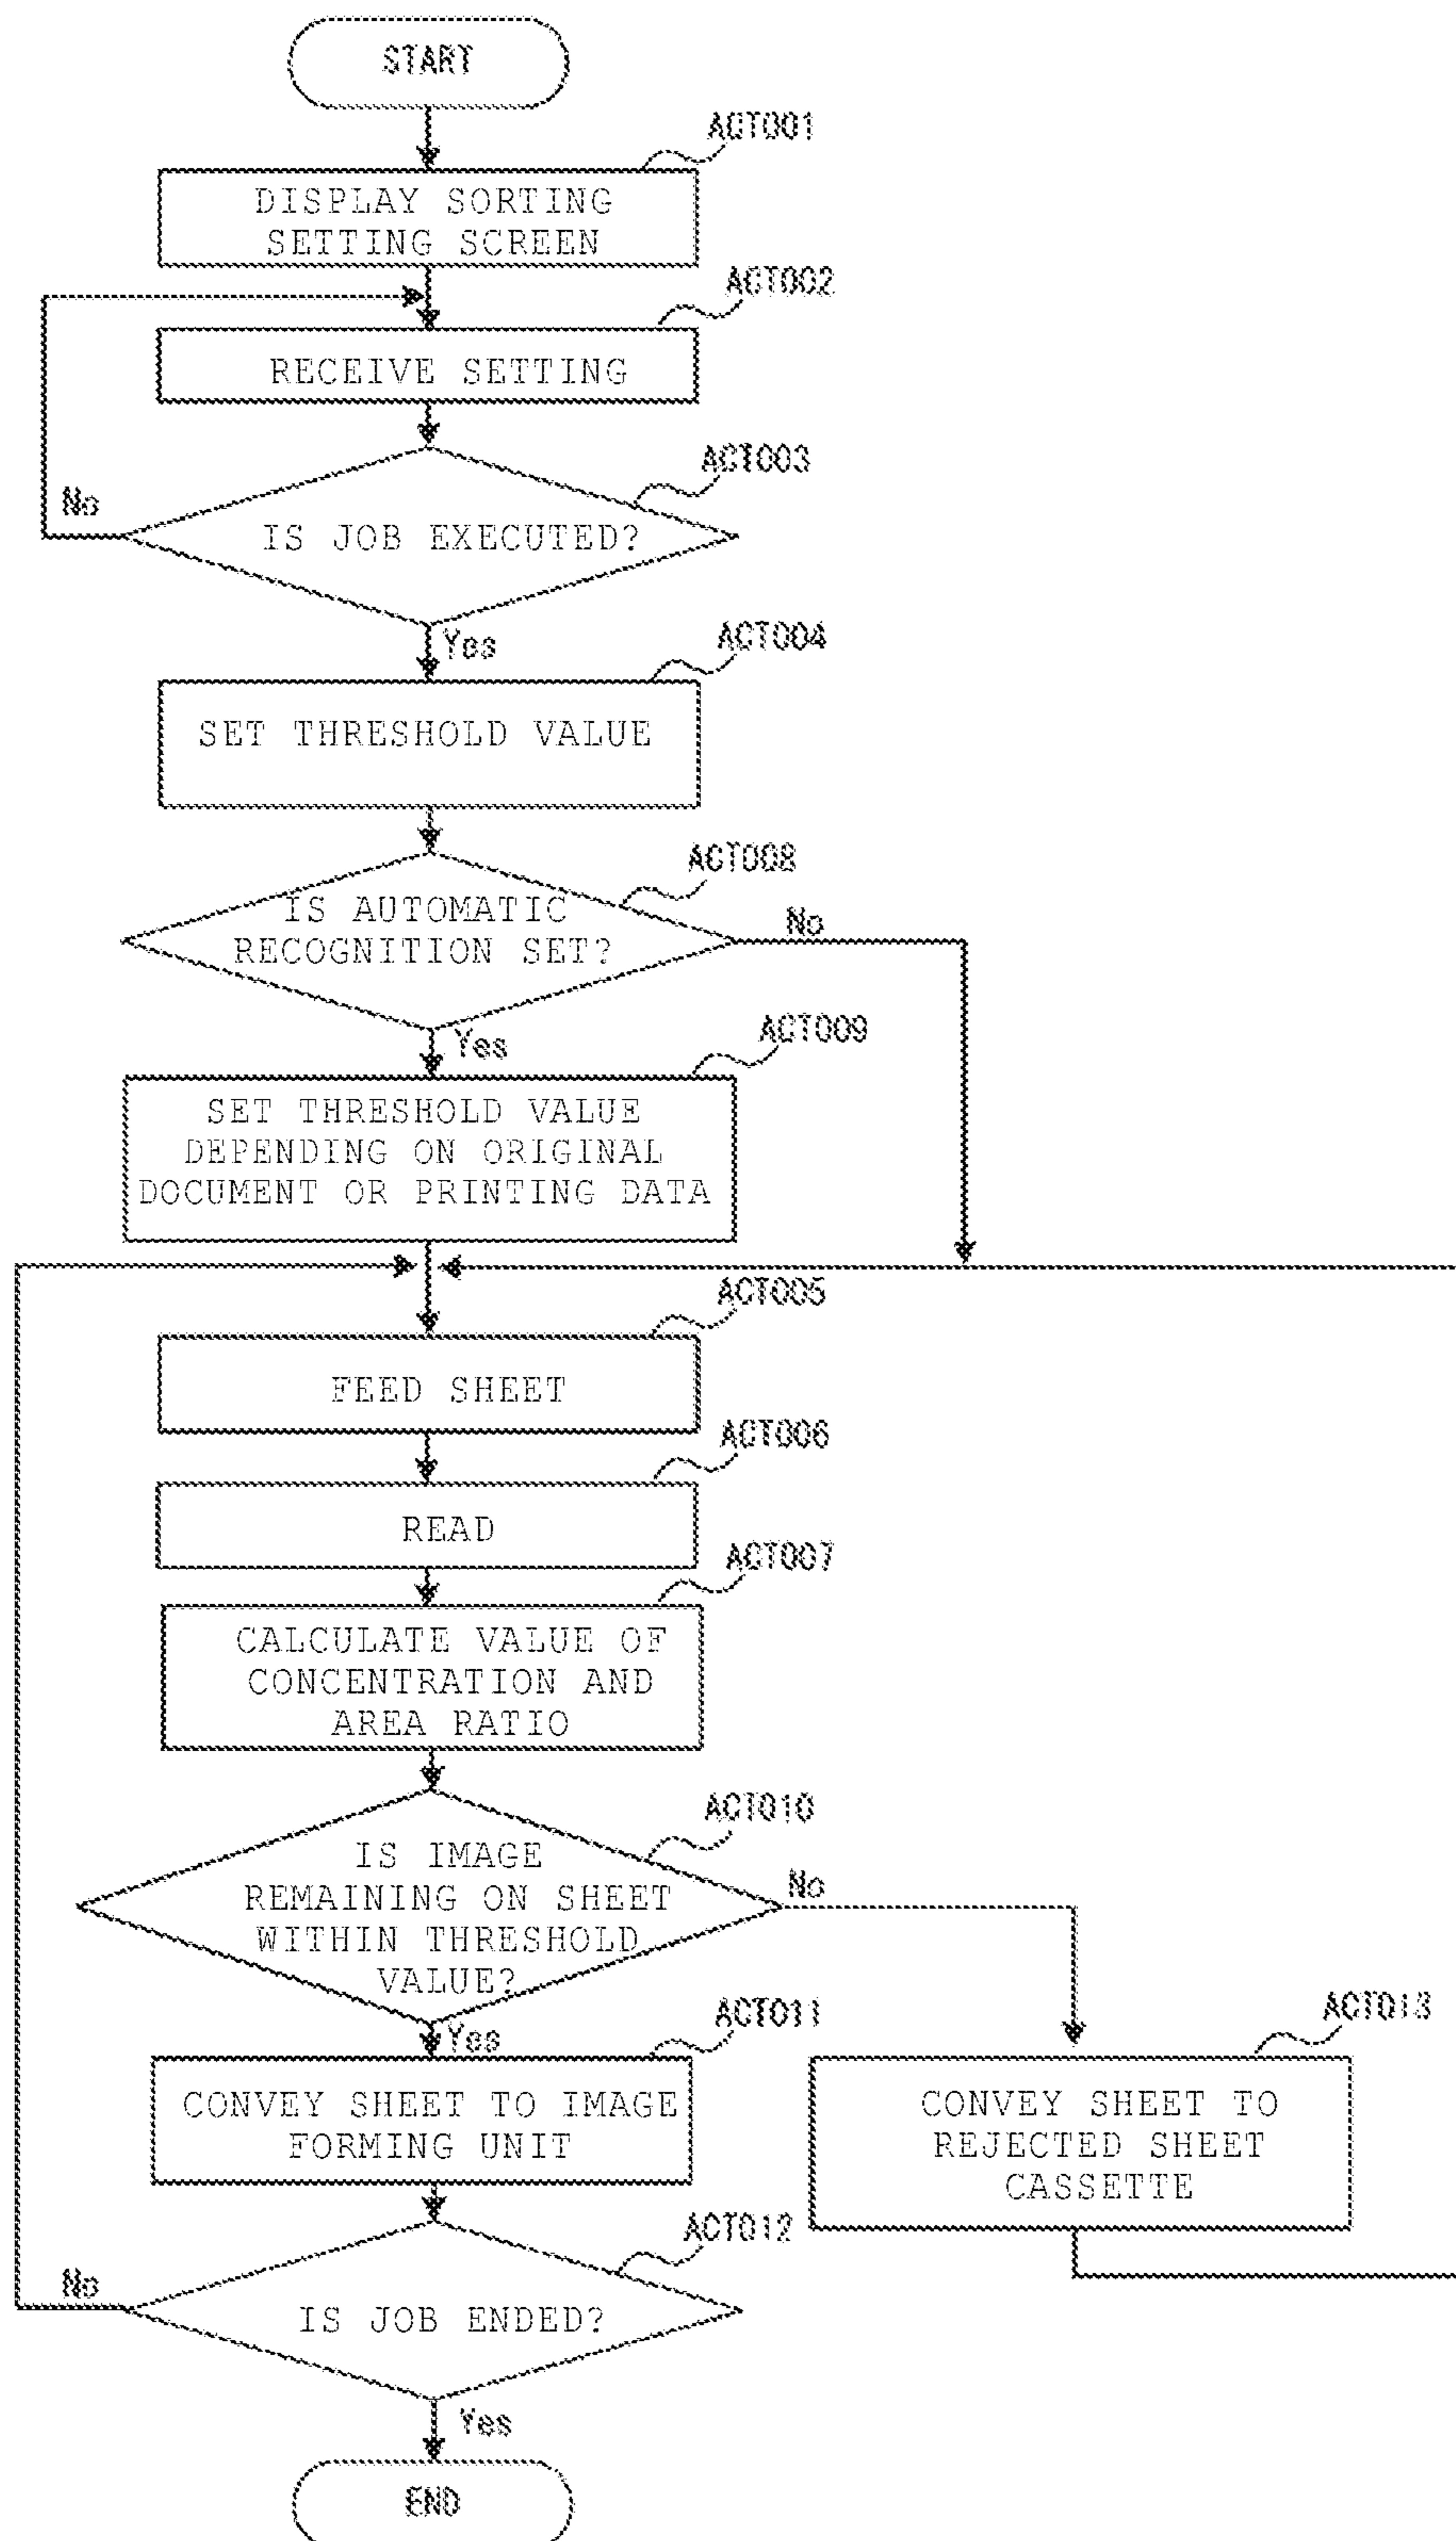 START
ACT001
DISPLAY SORTING
SETTING SCREEN
ACT002
RECEIVE SETTING
ACT003
No
IS JOB EXECUTED?
Yes
ACT004
SET THRESHOLD VALUE
ACT008
IS AUTOMATIC
RECOGNITION SET?
No
Yes
ACT009
SET THRESHOLD VALUE
DEPENDING ON ORIGINAL
DOCUMENT OR PRINTING DATA
ACT005
FEED SHEET
ACT006
READ
ACT007
CALCULATE VALUE OF
CONCENTRATION AND
AREA RATIO
ACT010
IS IMAGE
REMAINING ON SHEET
WITHIN THRESHOLD
VALUE?
No
Yes
ACT011
CONVEY SHEET TO IMAGE
FORMING UNIT
ACT013
CONVEY SHEET TO
REJECTED SHEET
CASSETTE
ACT012
No
IS JOB ENDED?
Yes
END